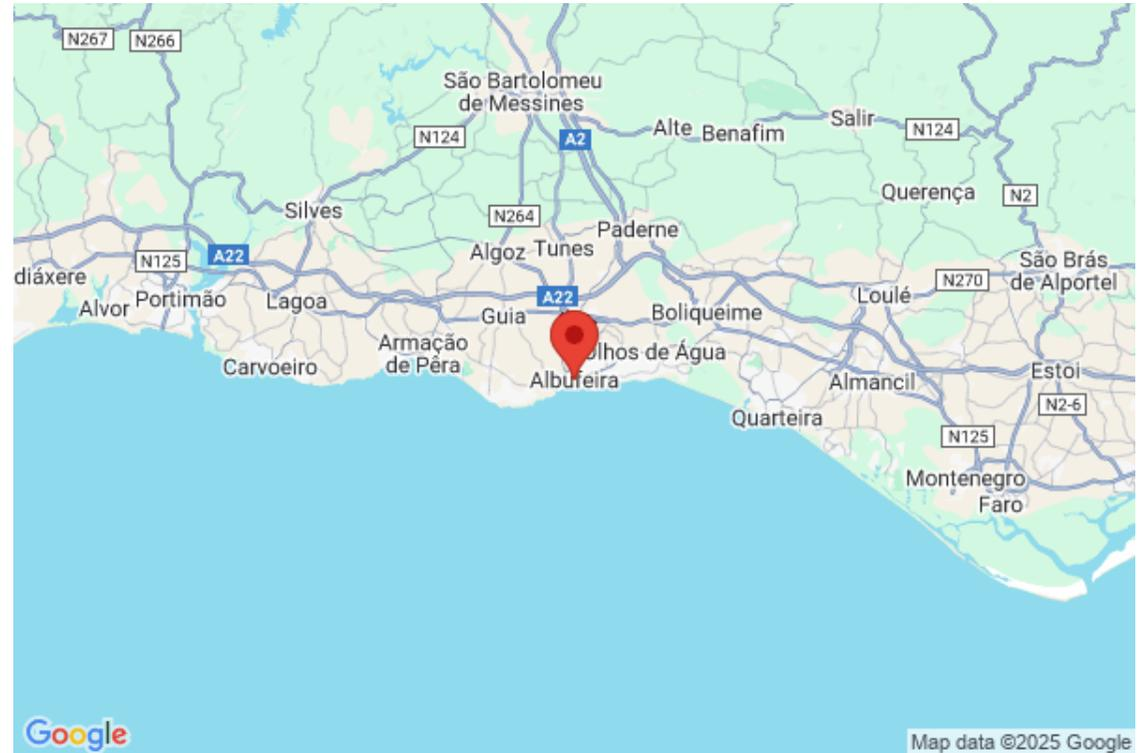 N267
N266
São Bartolomeu
de Messines
N124
A2
Alte
Benafim
Salir
N124
Querença
N2
Silves
N264
Paderne
Algoz
Tunes
A22
N125
São Brás
de Alportel
diáxere
N270
Alvor
Portimão
Lagoa
A22
Loulé
Guia
Boliqueime
Armação
de Pêra
Olhos de Água
Carvoeiro
Albufeira
Almancil
Estoi
N2-6
Quarteira
N125
Montenegro
Faro
Google
Map data ©2025 Google